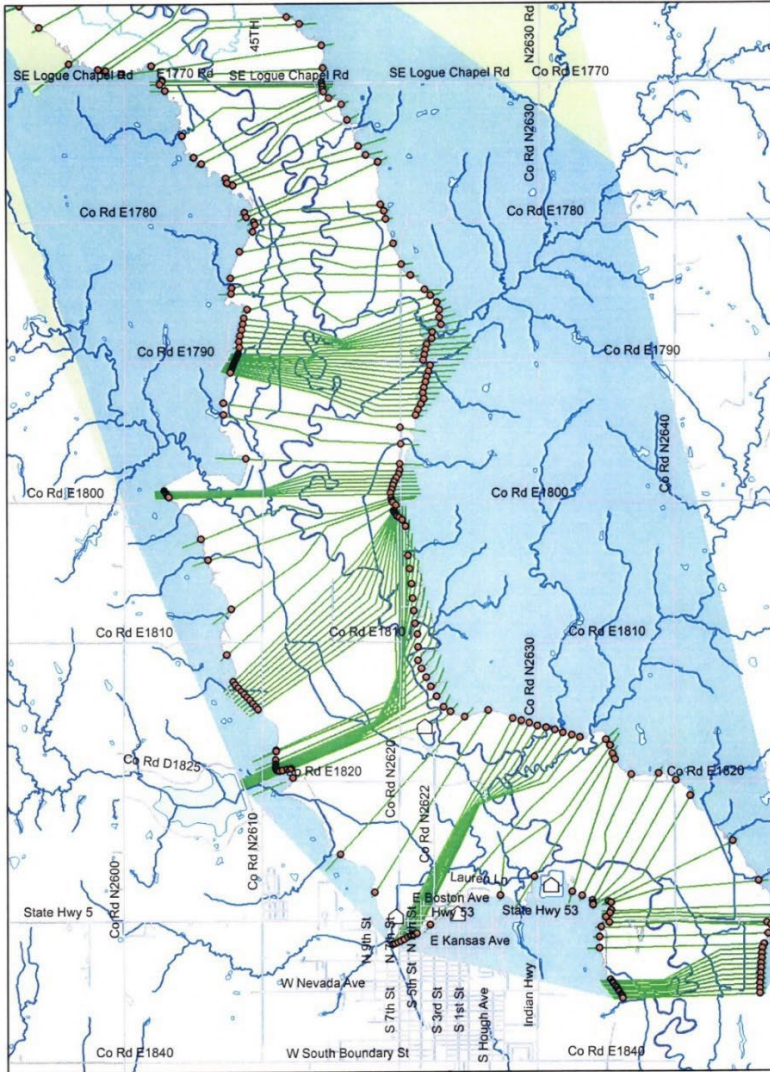 45TH
N2630 Rd
SE Logue Chapel Rd
E1770 Rd
SE Logue Chapel Rd
SE Logue Chapel Rd
Co Rd E1770
Co Rd N2630
Co Rd E1780
Co Rd E1780
Co Rd E1790
Co Rd E1790
Co Rd N2640
Co Rd E1800
Co Rd E1800
Co Rd E1810
Co Rd E1810
Co Rd E1810
Co Rd N2630
Co Rd D1825
Co Rd E1820
Co Rd N2620
Co Rd E1820
Co Rd N2610
Co Rd N2622
Co Rd N2600
Lauren Ln
E Boston Ave
State Hwy 5
Hwy 53
State Hwy 53
N 9th St
N 7th St
E Kansas Ave
S 5th St
W Nevada Ave
S 7th St
S 3rd St
S 1st St
S Hough Ave
Indian Hwy
Co Rd E1840
W South Boundary St
Co Rd E1840